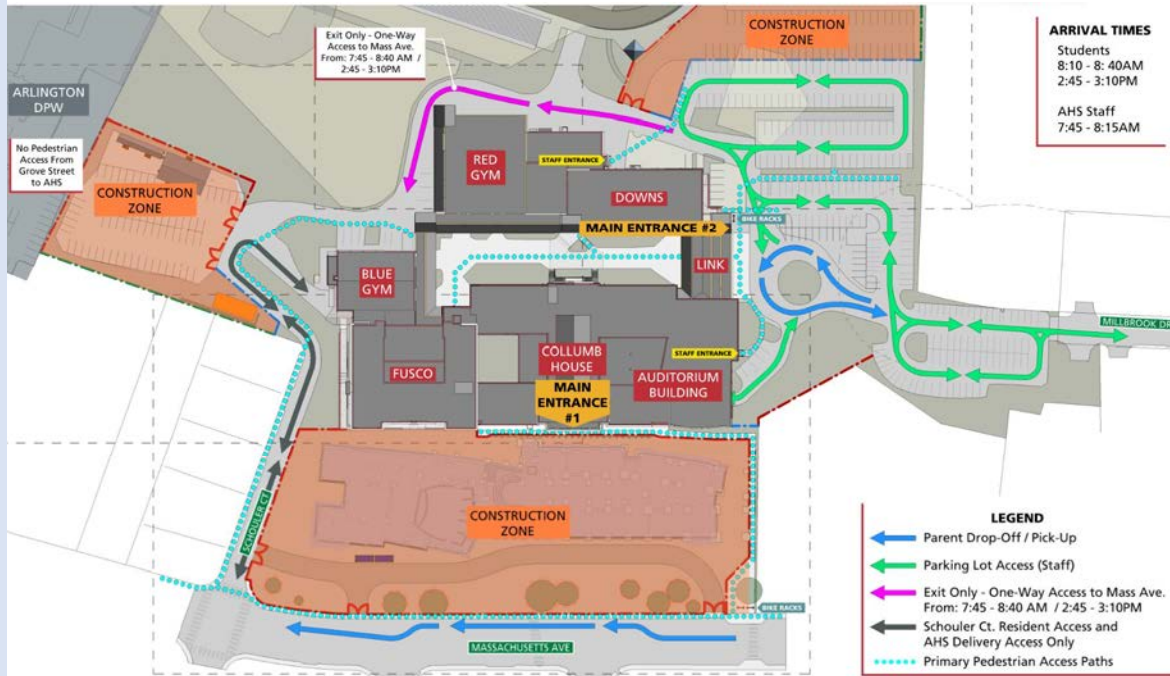 Exit Only - One-Way
Access to Mass Ave.
From: 7:45 - 8:40 AM /
2:45 - 3:10PM
CONSTRUCTION
ZONE
ARRIVAL TIMES
Students
8:10 - 8: 40AM
2:45 - 3:10PM
AHS Staff
7:45 - 8:15AM
ARLINGTON
DPW
No Pedestrian
Access From
Grove Street
to AHS
CONSTRUCTION
ZONE
RED
GYM
STAFF ENTRANCE
DOWNS
BIKE RACKS
MAIN ENTRANCE #2
LINK
BLUE
GYM
MILLBROOK DR
FUSCO
COLLUMB
HOUSE
STAFF ENTRANCE
AUDITORIUM
BUILDING
MAIN
ENTRANCE
#1
CONSTRUCTION
ZONE
SCHOULER CT
BIKE RACKS
MASSACHUSETTS AVE
LEGEND
Parent Drop-Off / Pick-Up
Parking Lot Access (Staff)
Exit Only - One-Way Access to Mass Ave.
From: 7:45 - 8:40 AM / 2:45 - 3:10PM
Schouler Ct. Resident Access and
AHS Delivery Access Only
Primary Pedestrian Access Paths